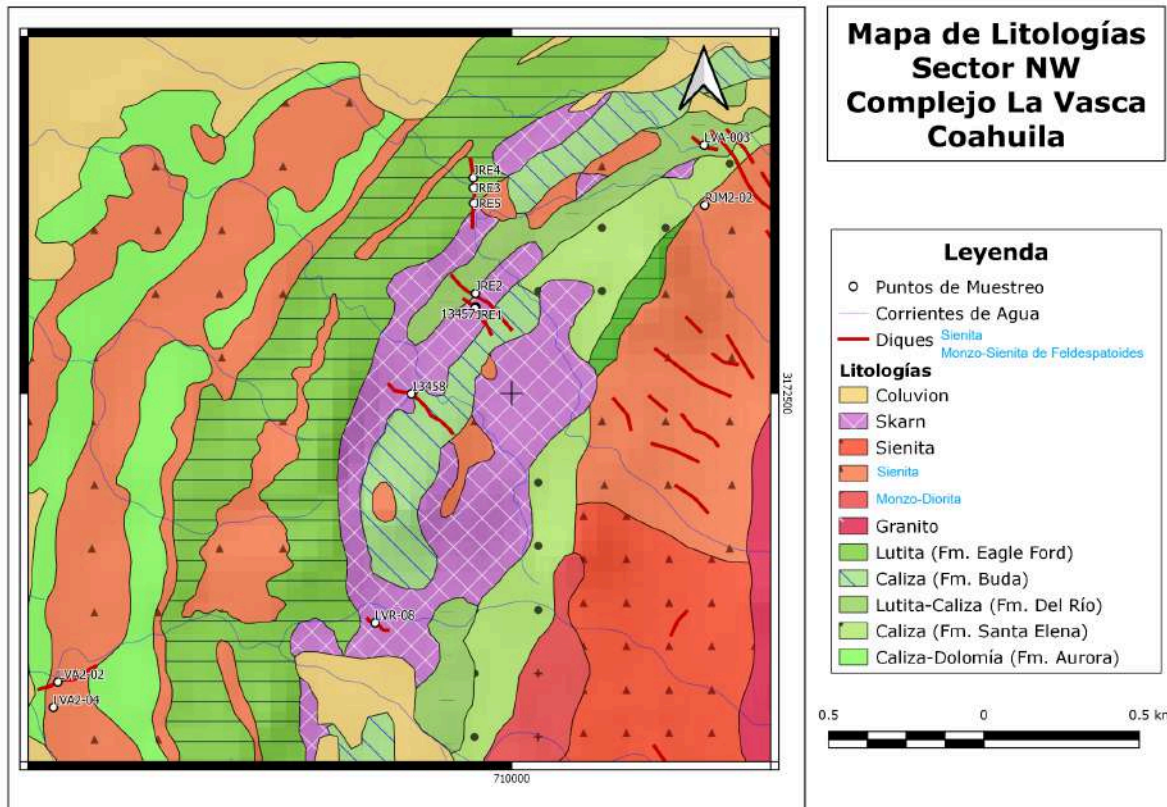 Mapa de Litologías
Sector NW
Complejo La Vasca
Coahuila
LVA-003
JRE4
JRE3
JRE5
RJM2-02
JRE2
13457JRE1
13458
3172500
LVR-08
LVA2-02
LVA2-04
710000
Leyenda
Puntos de Muestreo
Corrientes de Agua
Diques Sienita
Monzo-Sienita de Feldespatoides
Litologías
Coluvion
Skarn
Sienita
Sienita
Monzo-Diorita
Granito
Lutita (Fm. Eagle Ford)
Caliza (Fm. Buda)
Lutita-Caliza (Fm. Del Río)
Caliza (Fm. Santa Elena)
Caliza-Dolomía (Fm. Aurora)
0.5 0 0.5 km